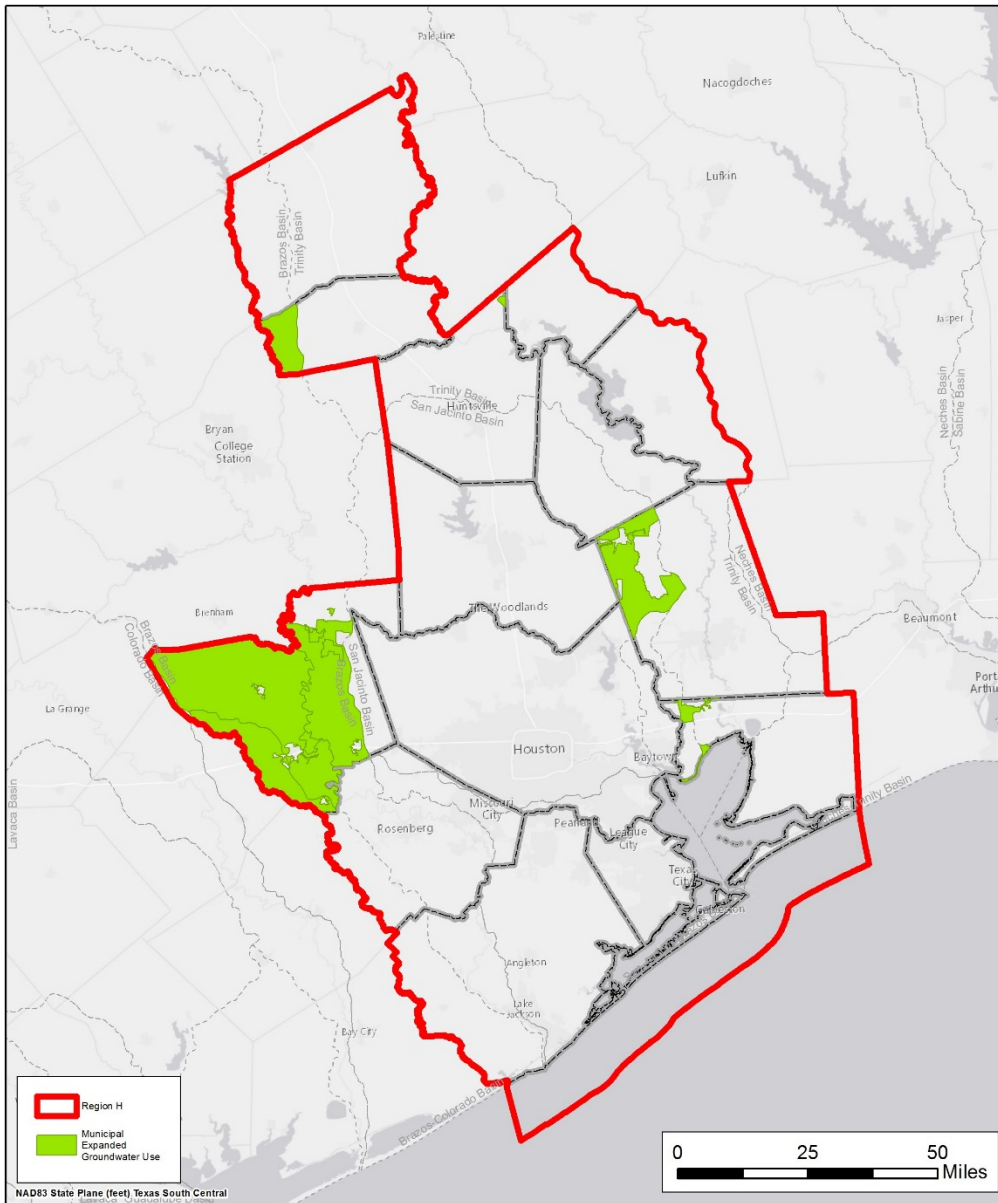 Palestine
Nacogdoches
Lufkin
Brazos Basin
Trinity Basin
Jasper
Trinity Basin
Huntsville
San Jacinto Basin
Neches Basin
Sabine Basin
Bryan
College
Station
Neches Basin
Trinity Basin
The Woodlands
Brenham
Beaumont
Brazos Basin
Colorado Basin
San Jacinto Basin
Brazos Basin
Port
La Grange
Houston
Baytown
Lavaca Basin
Missouri
City
Rosenberg
League
City
Trinity Basin
Texas
City
Angleton
Lake
Jackson
Bay City
Brazos-Colorado Basin
Region H
Municipal
Expanded
Groundwater Use
0 25 50
Miles
NAD83 State Plane (feet) Texas South Central